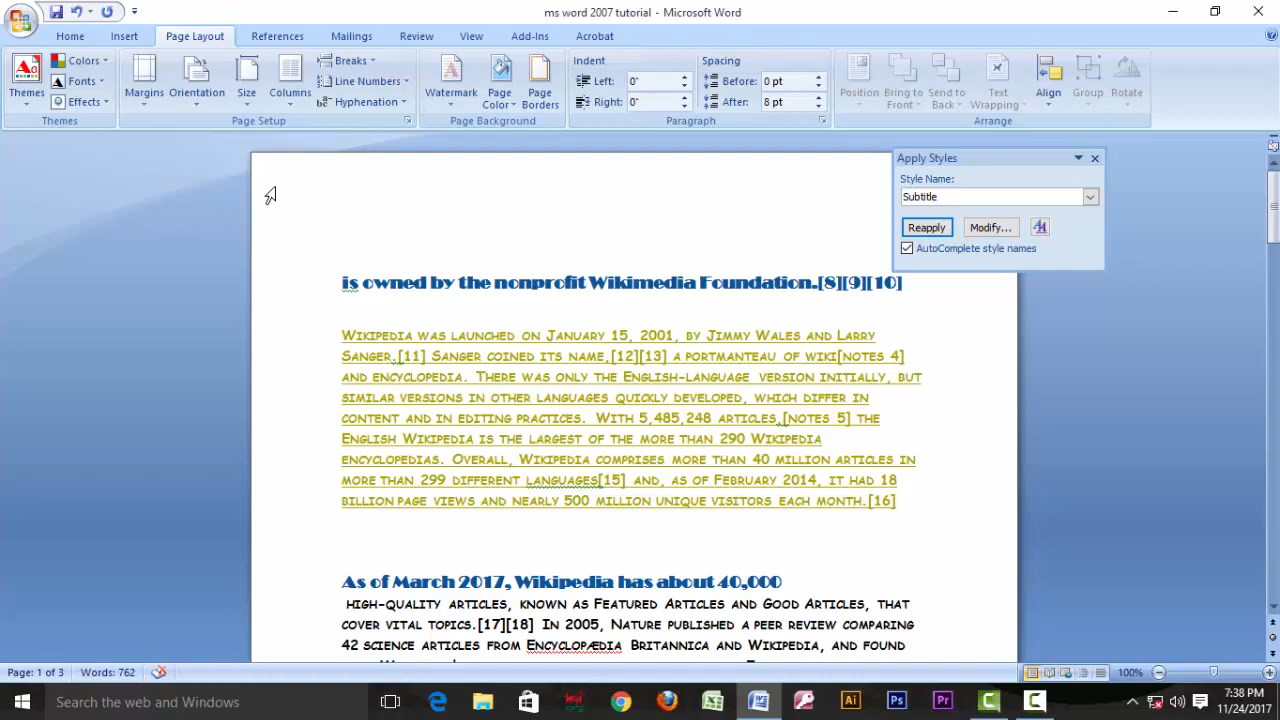 ms word 2007 tutorial - Microsoft Word
Home Insert Page Layout References Mailings Review View Add-Ins Acrobat
Themes Colors Fonts Effects Themes
Margins Orientation Size Columns Breaks Line Numbers Hyphenation Page Setup
Watermark Page Color Page Borders Page Background
Indent Left: 0" Right: 0" Spacing Before: 0 pt After: 8 pt Paragraph
Position Bring to Front Send to Back Text Wrapping Align Group Rotate Arrange
Apply Styles
Style Name:
Subtitle
Reapply Modify...
AutoComplete style names
is owned by the nonprofit Wikimedia Foundation.[8][9][10]
Wikipedia was launched on January 15, 2001, by Jimmy Wales and Larry
Sanger.[11] Sanger coined its name,[12][13] a portmanteau of wiki[notes 4]
and encyclopedia. There was only the English-language version initially, but
similar versions in other languages quickly developed, which differ in
content and in editing practices. With 5,485,248 articles,[notes 5] the
English Wikipedia is the largest of the more than 290 Wikipedia
encyclopedias. Overall, Wikipedia comprises more than 40 million articles in
more than 299 different languages[15] and, as of February 2014, it had 18
billion page views and nearly 500 million unique visitors each month.[16]
As of March 2017, Wikipedia has about 40,000
high-quality articles, known as Featured Articles and Good Articles, that
cover vital topics.[17][18] In 2005, Nature published a peer review comparing
42 science articles from Encyclopædia Britannica and Wikipedia, and found
Page: 1 of 3 Words: 762 100%
Search the web and Windows
7:38 PM
11/24/2017